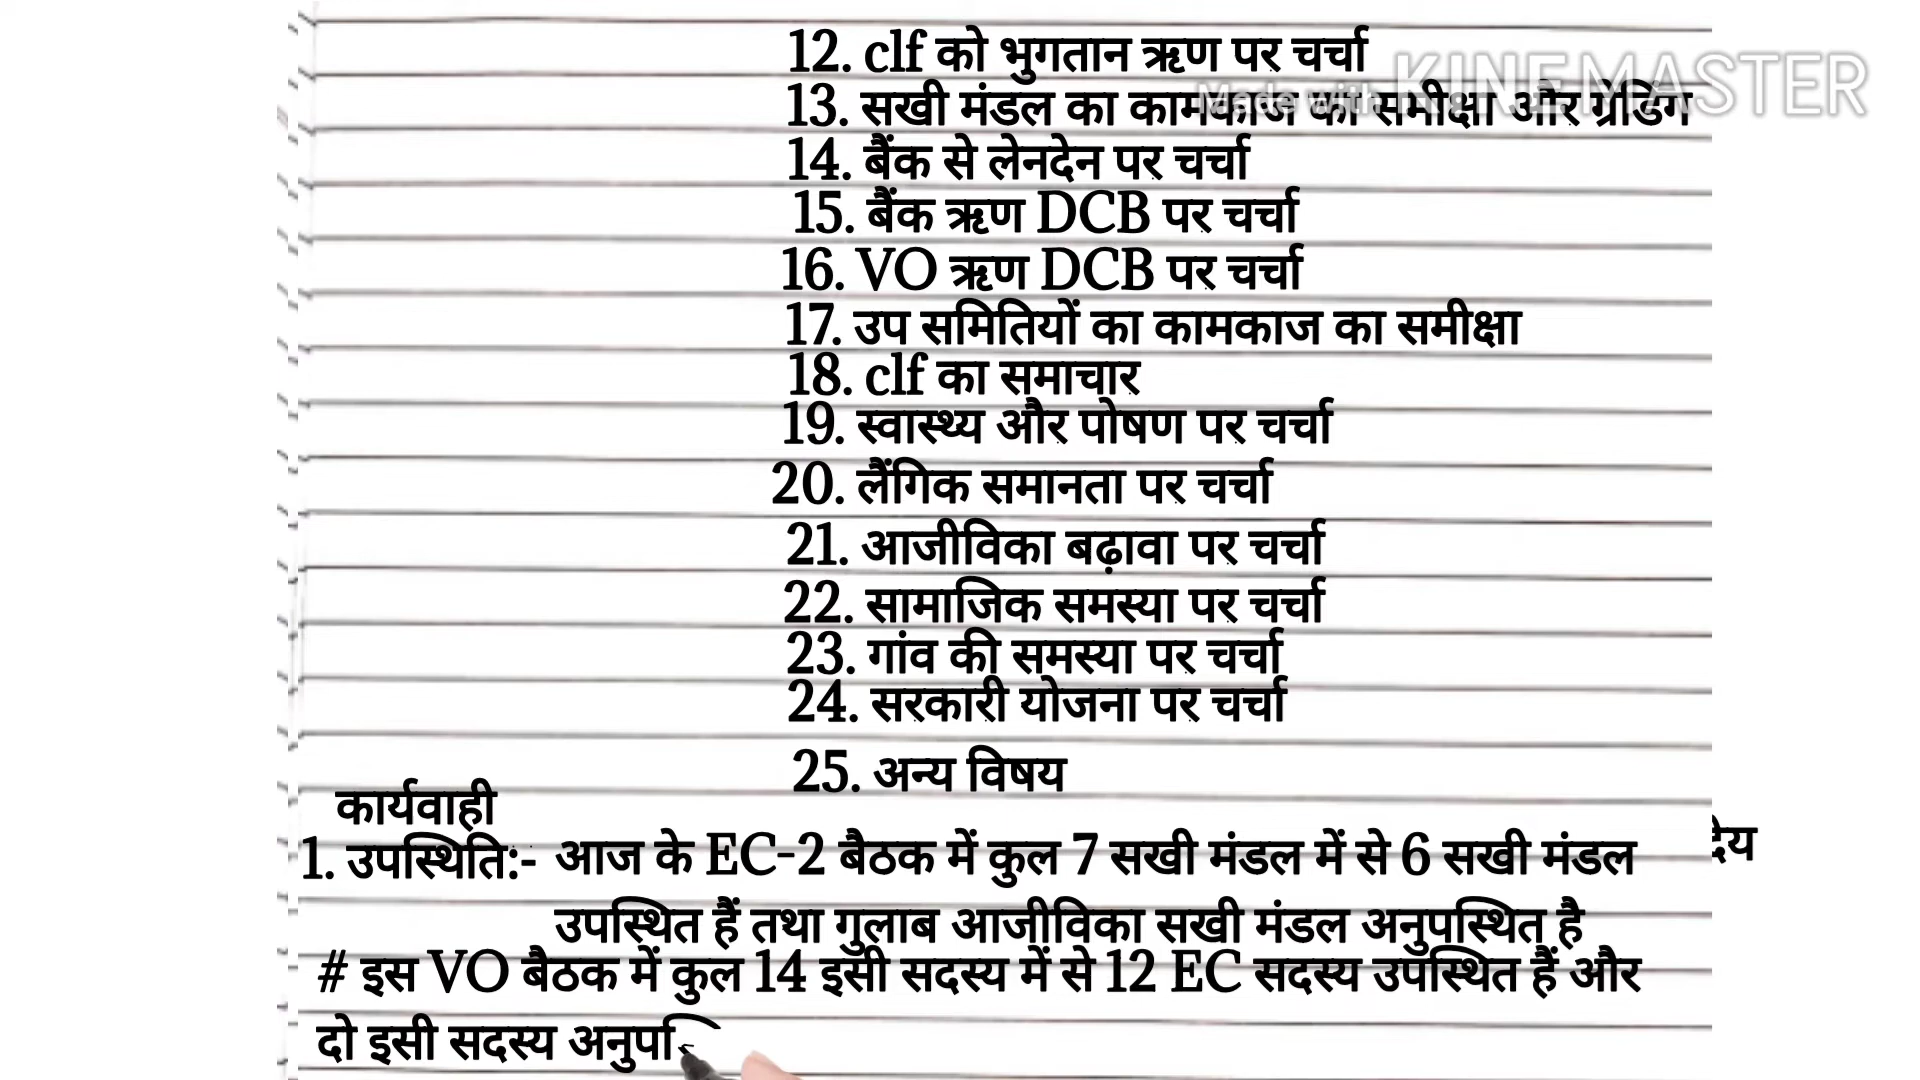 12. clf को भुगतान ऋण पर चर्चा
Made with KINEMASTER
13. सखी मंडल का कामकाज का समीक्षा और ग्रेडिंग
14. बैंक से लेनदेन पर चर्चा
15. बैंक ऋण DCB पर चर्चा
16. VO ऋण DCB पर चर्चा
17. उप समितियों का कामकाज का समीक्षा
18. clf का समाचार
19. स्वास्थ्य और पोषण पर चर्चा
20. लैंगिक समानता पर चर्चा
21. आजीविका बढ़ावा पर चर्चा
22. सामाजिक समस्या पर चर्चा
23. गांव की समस्या पर चर्चा
24. सरकारी योजना पर चर्चा
25. अन्य विषय
कार्यवाही
1. उपस्थिति:- आज के EC-2 बैठक में कुल 7 सखी मंडल में से 6 सखी मंडल
उपस्थित हैं तथा गुलाब आजीविका सखी मंडल अनुपस्थित है
# इस VO बैठक में कुल 14 इसी सदस्य में से 12 EC सदस्य उपस्थित हैं और
दो इसी सदस्य